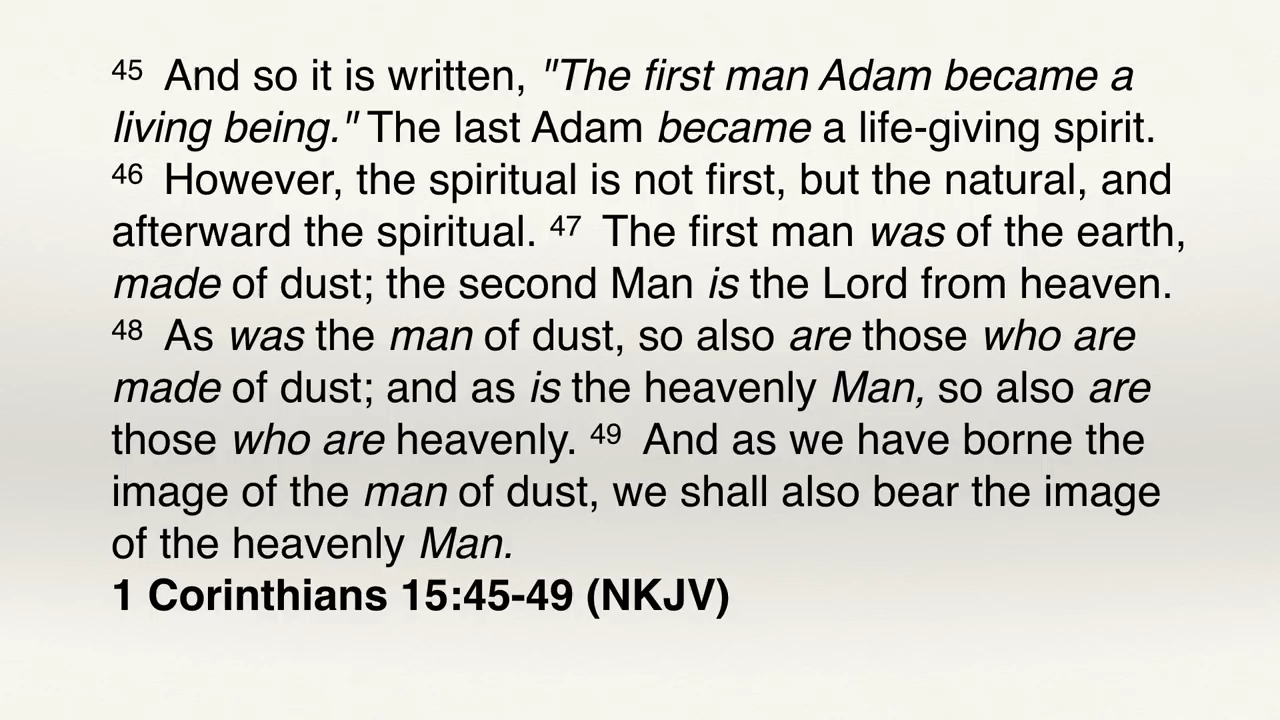 45 And so it is written, "The first man Adam became a
living being." The last Adam became a life-giving spirit.
46 However, the spiritual is not first, but the natural, and
afterward the spiritual. 47 The first man was of the earth,
made of dust; the second Man is the Lord from heaven.
48 As was the man of dust, so also are those who are
made of dust; and as is the heavenly Man, so also are
those who are heavenly. 49 And as we have borne the
image of the man of dust, we shall also bear the image
of the heavenly Man.
1 Corinthians 15:45-49 (NKJV)